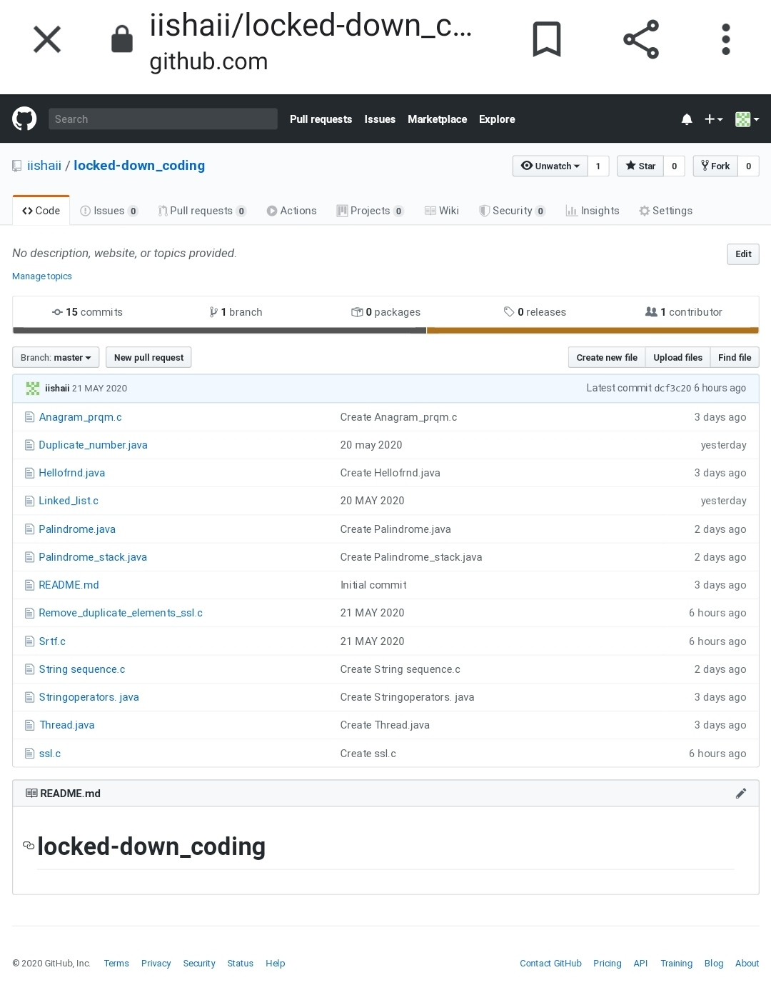 iishaii/locked-down_c...
github.com
Search
Pull requests Issues Marketplace Explore
iishaii / locked-down_coding
Unwatch 1 Star 0 Fork 0
Code Issues 0 Pull requests 0 Actions Projects 0 Wiki Security 0 Insights Settings
No description, website, or topics provided. Edit
Manage topics
15 commits 1 branch 0 packages 0 releases 1 contributor
Branch: master New pull request Create new file Upload files Find file
iishaii 21 MAY 2020 Latest commit dcf3c20 6 hours ago
Anagram_prqm.c Create Anagram_prqm.c 3 days ago
Duplicate_number.java 20 may 2020 yesterday
Hellofrnd.java Create Hellofrnd.java 3 days ago
Linked_list.c 20 MAY 2020 yesterday
Palindrome.java Create Palindrome.java 2 days ago
Palindrome_stack.java Create Palindrome_stack.java 2 days ago
README.md Initial commit 3 days ago
Remove_duplicate_elements_ssl.c 21 MAY 2020 6 hours ago
Srtf.c 21 MAY 2020 6 hours ago
String sequence.c Create String sequence.c 2 days ago
Stringoperators. java Create Stringoperators. java 3 days ago
Thread.java Create Thread.java 3 days ago
ssl.c Create ssl.c 6 hours ago
README.md
locked-down_coding
© 2020 GitHub, Inc. Terms Privacy Security Status Help Contact GitHub Pricing API Training Blog About